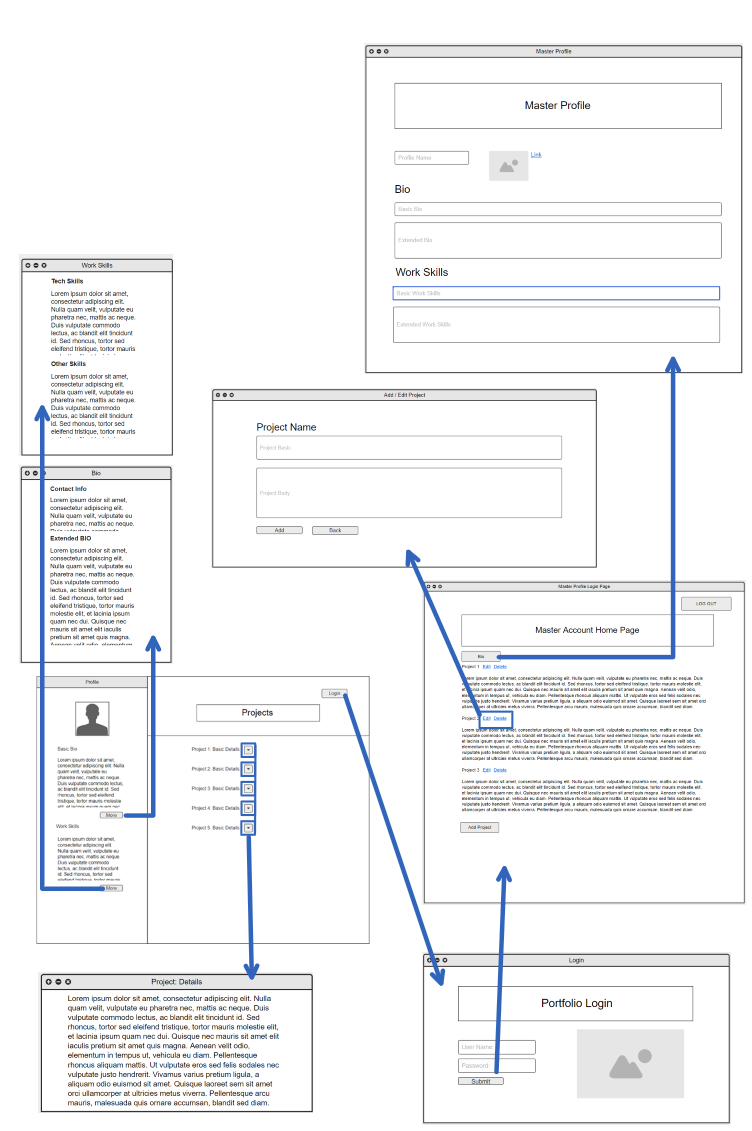 Master Profile
Master Profile
Profile Name
Link
Bio
Basic Bio
Extended Bio
Work Skills
Basic Work Skills
Extended Work Skills
Work Skills
Tech Skills
Lorem ipsum dolor sit amet,
consectetur adipiscing elit.
Nulla quam velit, vulputate eu
pharetra nec, mattis ac neque.
Duis vulputate commodo
lectus, ac blandit elit tincidunt
id. Sed rhoncus, tortor sed
eleifend tristique, tortor mauris
Other Skills
Lorem ipsum dolor sit amet,
consectetur adipiscing elit.
Nulla quam velit, vulputate eu
pharetra nec, mattis ac neque.
Duis vulputate commodo
lectus, ac blandit elit tincidunt
id. Sed rhoncus, tortor sed
eleifend tristique, tortor mauris
Add / Edit Project
Project Name
Project Basic
Project Body
Add
Back
Bio
Contact Info
Lorem ipsum dolor sit amet,
consectetur adipiscing elit.
Nulla quam velit, vulputate eu
pharetra nec, mattis ac neque.
Duis vulputate commodo
Extended BIO
Lorem ipsum dolor sit amet,
consectetur adipiscing elit.
Nulla quam velit, vulputate eu
pharetra nec, mattis ac neque.
Duis vulputate commodo
lectus, ac blandit elit tincidunt
id. Sed rhoncus, tortor sed
eleifend tristique, tortor mauris
molestie elit, et lacinia ipsum
quam nec dui. Quisque nec
mauris sit amet elit iaculis
pretium sit amet quis magna.
Aenean velit odio, elementum
Master Profile Login Page
LOG OUT
Master Account Home Page
Bio
Project 1 Edit Delete
Lorem ipsum dolor sit amet, consectetur adipiscing elit. Nulla quam velit, vulputate eu pharetra nec, mattis ac neque. Duis
vulputate commodo lectus, ac blandit elit tincidunt id. Sed rhoncus, tortor sed eleifend tristique, tortor mauris molestie elit,
et lacinia ipsum quam nec dui. Quisque nec mauris sit amet elit iaculis pretium sit amet quis magna. Aenean velit odio,
elementum in tempus ut, vehicula eu diam. Pellentesque rhoncus aliquam mattis. Ut vulputate eros sed felis sodales nec
vulputate justo hendrerit. Vivamus varius pretium ligula, a aliquam odio euismod sit amet. Quisque laoreet sem sit amet orci
ullamcorper at ultricies metus viverra. Pellentesque arcu mauris, malesuada quis ornare accumsan, blandit sed diam.
Project 2 Edit Delete
Lorem ipsum dolor sit amet, consectetur adipiscing elit. Nulla quam velit, vulputate eu pharetra nec, mattis ac neque. Duis
vulputate commodo lectus, ac blandit elit tincidunt id. Sed rhoncus, tortor sed eleifend tristique, tortor mauris molestie elit,
et lacinia ipsum quam nec dui. Quisque nec mauris sit amet elit iaculis pretium sit amet quis magna. Aenean velit odio,
elementum in tempus ut, vehicula eu diam. Pellentesque rhoncus aliquam mattis. Ut vulputate eros sed felis sodales nec
vulputate justo hendrerit. Vivamus varius pretium ligula, a aliquam odio euismod sit amet. Quisque laoreet sem sit amet orci
ullamcorper at ultricies metus viverra. Pellentesque arcu mauris, malesuada quis ornare accumsan, blandit sed diam.
Project 3 Edit Delete
Lorem ipsum dolor sit amet, consectetur adipiscing elit. Nulla quam velit, vulputate eu pharetra nec, mattis ac neque. Duis
vulputate commodo lectus, ac blandit elit tincidunt id. Sed rhoncus, tortor sed eleifend tristique, tortor mauris molestie elit,
et lacinia ipsum quam nec dui. Quisque nec mauris sit amet elit iaculis pretium sit amet quis magna. Aenean velit odio,
elementum in tempus ut, vehicula eu diam. Pellentesque rhoncus aliquam mattis. Ut vulputate eros sed felis sodales nec
vulputate justo hendrerit. Vivamus varius pretium ligula, a aliquam odio euismod sit amet. Quisque laoreet sem sit amet orci
ullamcorper at ultricies metus viverra. Pellentesque arcu mauris, malesuada quis ornare accumsan, blandit sed diam.
Add Project
Profile
Basic Bio
Lorem ipsum dolor sit amet,
consectetur adipiscing elit. Nulla
quam velit, vulputate eu
pharetra nec, mattis ac neque.
Duis vulputate commodo
lectus, ac blandit elit tincidunt
id. Sed rhoncus, tortor sed eleifend
tristique, tortor mauris molestie
More
Work Skills
Lorem ipsum dolor sit amet,
consectetur adipiscing elit.
Nulla quam velit, vulputate eu
pharetra nec, mattis ac neque.
Duis vulputate commodo
lectus, ac blandit elit tincidunt
id. Sed rhoncus, tortor sed
eleifend tristique, tortor mauris
More
Login
Projects
Project 1: Basic Details
Project 2: Basic Details
Project 3: Basic Details
Project 4: Basic Details
Project 5: Basic Details
Project: Details
Lorem ipsum dolor sit amet, consectetur adipiscing elit. Nulla
quam velit, vulputate eu pharetra nec, mattis ac neque. Duis
vulputate commodo lectus, ac blandit elit tincidunt id. Sed
rhoncus, tortor sed eleifend tristique, tortor mauris molestie elit,
et lacinia ipsum quam nec dui. Quisque nec mauris sit amet elit
iaculis pretium sit amet quis magna. Aenean velit odio,
elementum in tempus ut, vehicula eu diam. Pellentesque
rhoncus aliquam mattis. Ut vulputate eros sed felis sodales nec
vulputate justo hendrerit. Vivamus varius pretium ligula, a
aliquam odio euismod sit amet. Quisque laoreet sem sit amet
orci ullamcorper at ultricies metus viverra. Pellentesque arcu
mauris, malesuada quis ornare accumsan, blandit sed diam.
Login
Portfolio Login
User Name
Password
Submit